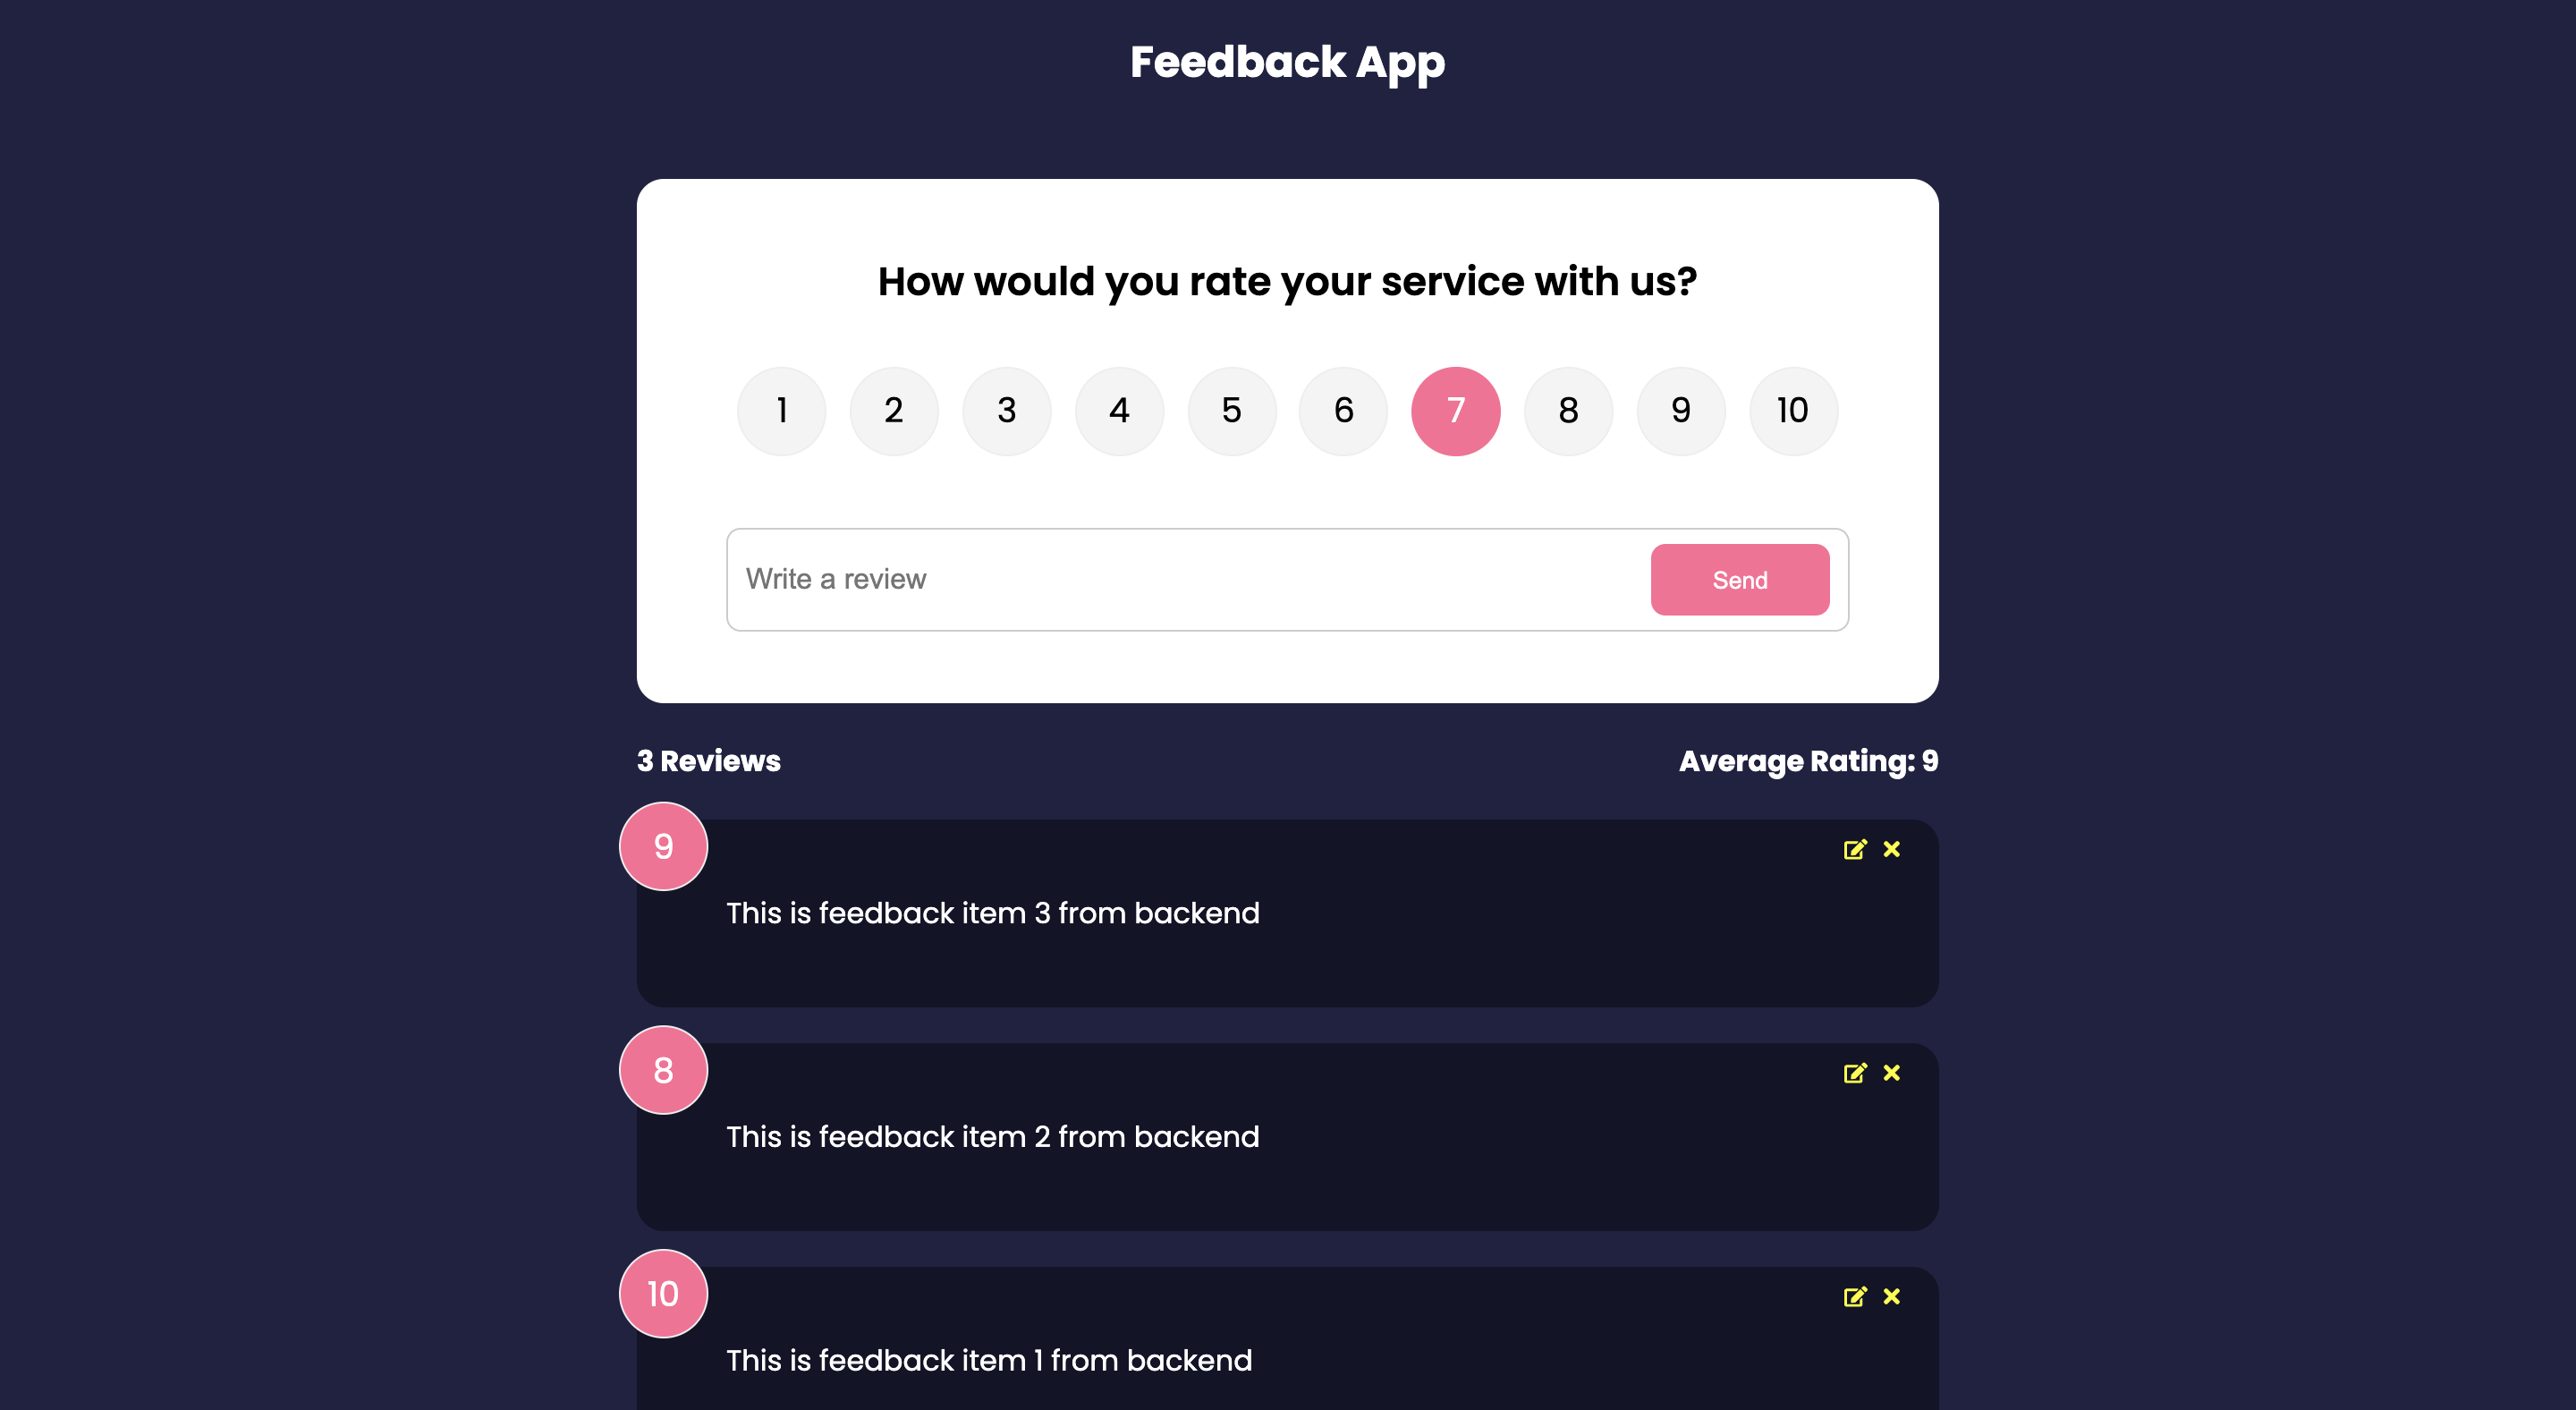 Feedback App
How would you rate your service with us?
1 2 3 4 5 6 7 8 9 10
Write a review Send
3 Reviews Average Rating: 9
9
This is feedback item 3 from backend
8
This is feedback item 2 from backend
10
This is feedback item 1 from backend